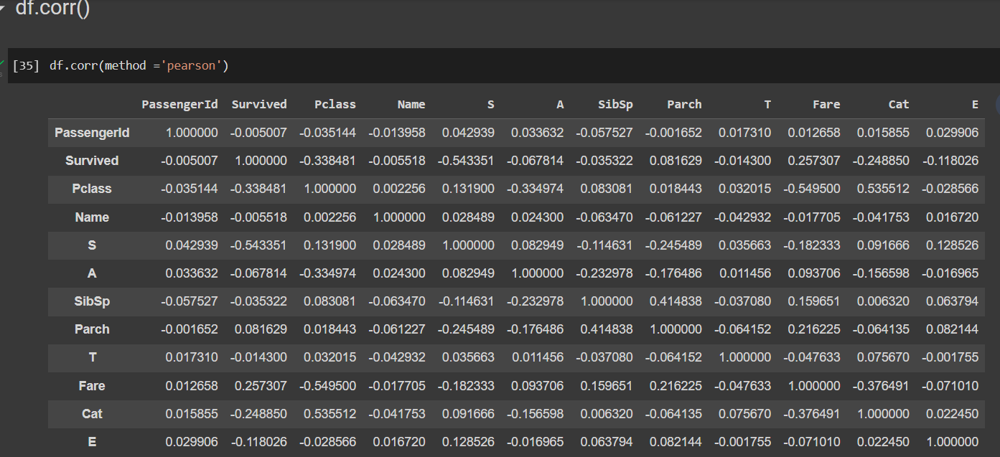 df.corr()
[35] df.corr(method ='pearson')
PassengerId Survived Pclass Name S A SibSp Parch T Fare Cat E
PassengerId 1.000000 -0.005007 -0.035144 -0.013958 0.042939 0.033632 -0.057527 -0.001652 0.017310 0.012658 0.015855 0.029906
Survived -0.005007 1.000000 -0.338481 -0.005518 -0.543351 -0.067814 -0.035322 0.081629 -0.014300 0.257307 -0.248850 -0.118026
Pclass -0.035144 -0.338481 1.000000 0.002256 0.131900 -0.334974 0.083081 0.018443 0.032015 -0.549500 0.535512 -0.028566
Name -0.013958 -0.005518 0.002256 1.000000 0.028489 0.024300 -0.063470 -0.061227 -0.042932 -0.017705 -0.041753 0.016720
S 0.042939 -0.543351 0.131900 0.028489 1.000000 0.082949 -0.114631 -0.245489 0.035663 -0.182333 0.091666 0.128526
A 0.033632 -0.067814 -0.334974 0.024300 0.082949 1.000000 -0.232978 -0.176486 0.011456 0.093706 -0.156598 -0.016965
SibSp -0.057527 -0.035322 0.083081 -0.063470 -0.114631 -0.232978 1.000000 0.414838 -0.037080 0.159651 0.006320 0.063794
Parch -0.001652 0.081629 0.018443 -0.061227 -0.245489 -0.176486 0.414838 1.000000 -0.064152 0.216225 -0.064135 0.082144
T 0.017310 -0.014300 0.032015 -0.042932 0.035663 0.011456 -0.037080 -0.064152 1.000000 -0.047633 0.075670 -0.001755
Fare 0.012658 0.257307 -0.549500 -0.017705 -0.182333 0.093706 0.159651 0.216225 -0.047633 1.000000 -0.376491 -0.071010
Cat 0.015855 -0.248850 0.535512 -0.041753 0.091666 -0.156598 0.006320 -0.064135 0.075670 -0.376491 1.000000 0.022450
E 0.029906 -0.118026 -0.028566 0.016720 0.128526 -0.016965 0.063794 0.082144 -0.001755 -0.071010 0.022450 1.000000